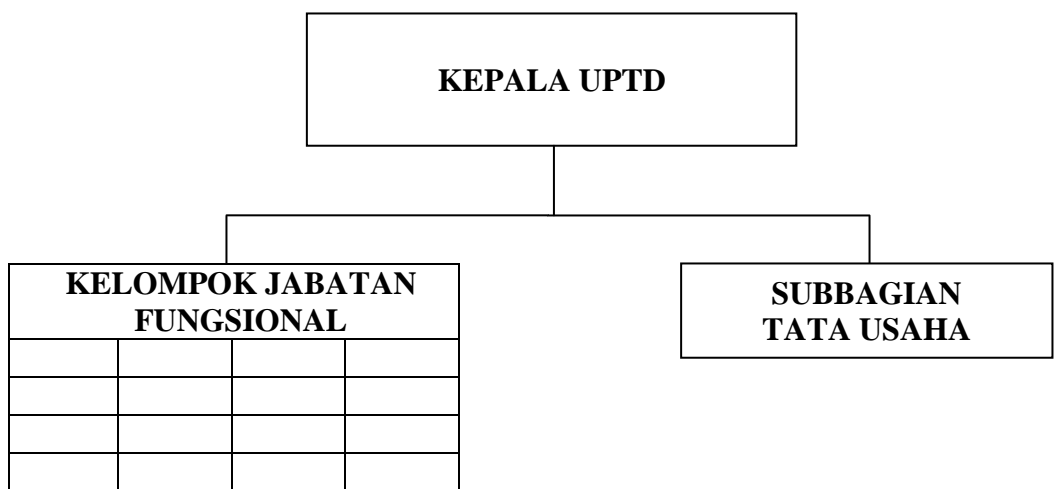 KEPALA UPTD
KELOMPOK JABATAN
FUNGSIONAL
SUBBAGIAN
TATA USAHA